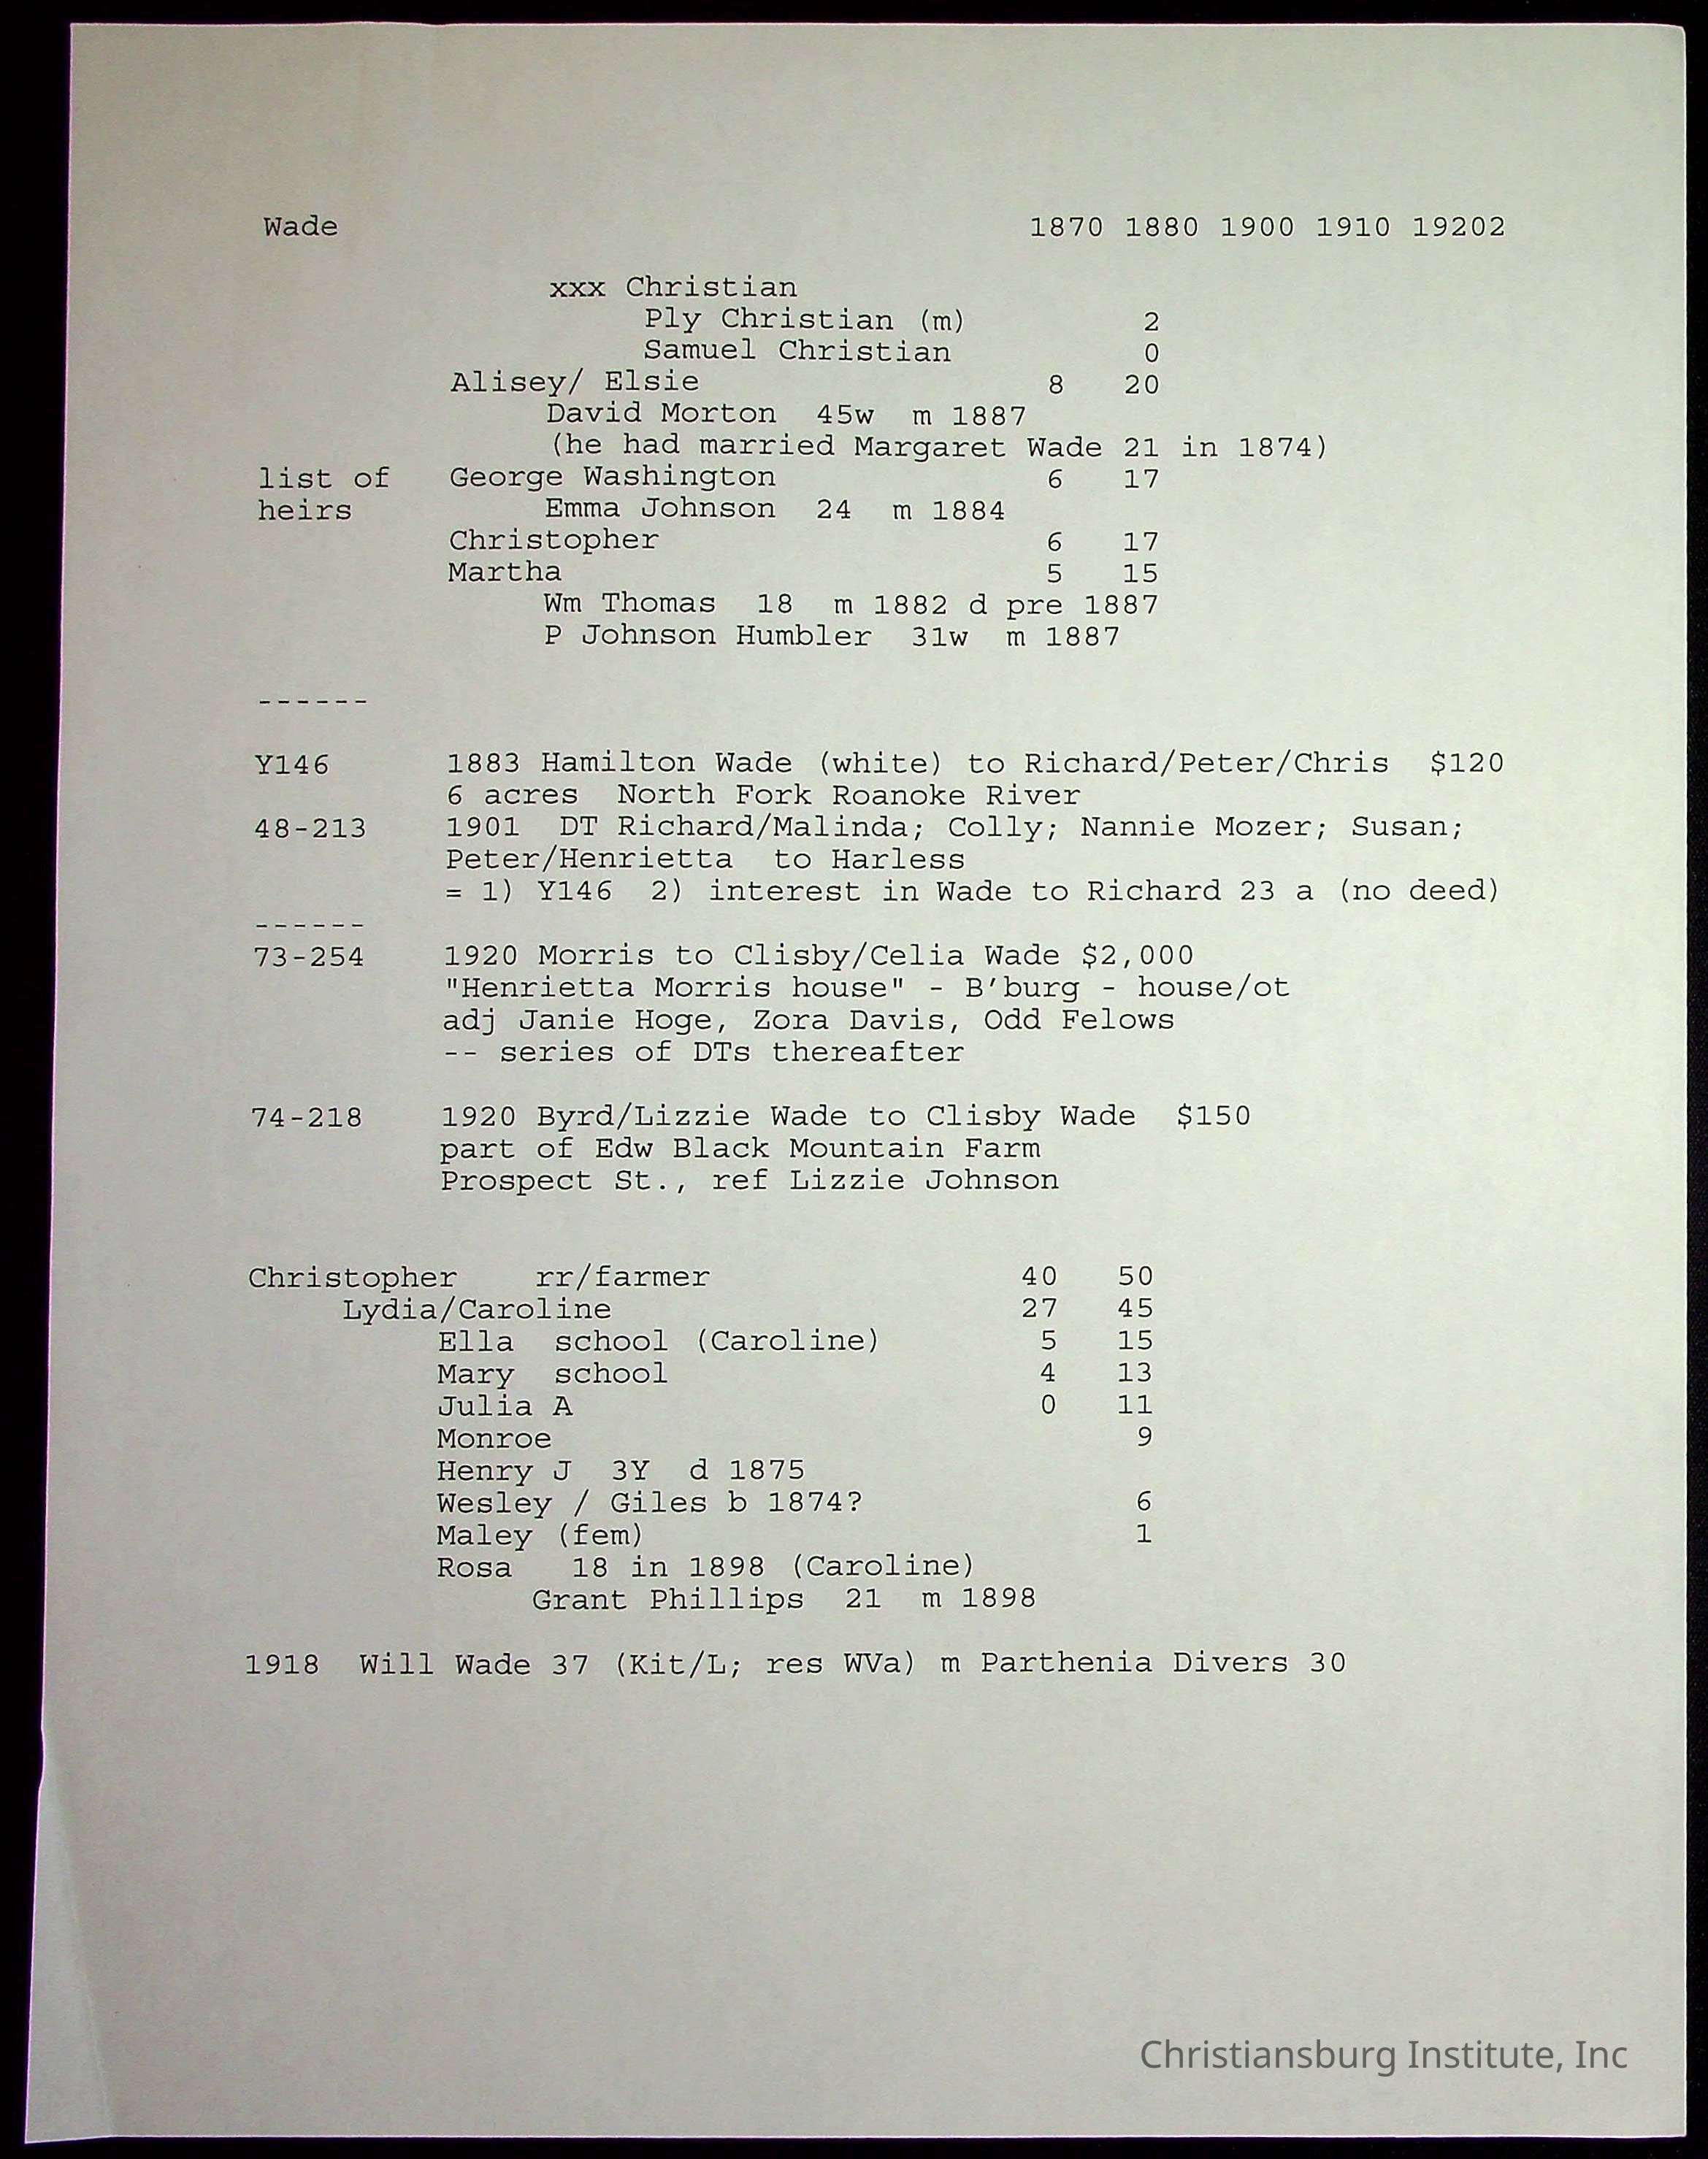 Wade 1870 1880 1900 1910 19202
xxx Christian
Ply Christian (m) 2
Samuel Christian 0
Alisey/ Elsie 8 20
David Morton 45w m 1887
(he had married Margaret Wade 21 in 1874)
list of George Washington 6 17
heirs Emma Johnson 24 m 1884
Christopher 6 17
Martha 5 15
Wm Thomas 18 m 1882 d pre 1887
P Johnson Humbler 31w m 1887
------
Y146 1883 Hamilton Wade (white) to Richard/Peter/Chris $120
6 acres North Fork Roanoke River
48-213 1901 DT Richard/Malinda; Colly; Nannie Mozer; Susan;
Peter/Henrietta to Harless
= 1) Y146 2) interest in Wade to Richard 23 a (no deed)
------
73-254 1920 Morris to Clisby/Celia Wade $2,000
"Henrietta Morris house" - B'burg - house/ot
adj Janie Hoge, Zora Davis, Odd Felows
-- series of DTs thereafter
74-218 1920 Byrd/Lizzie Wade to Clisby Wade $150
part of Edw Black Mountain Farm
Prospect St., ref Lizzie Johnson
Christopher rr/farmer 40 50
Lydia/Caroline 27 45
Ella school (Caroline) 5 15
Mary school 4 13
Julia A 0 11
Monroe 9
Henry J 3Y d 1875
Wesley / Giles b 1874? 6
Maley (fem) 1
Rosa 18 in 1898 (Caroline)
Grant Phillips 21 m 1898
1918 Will Wade 37 (Kit/L; res WVa) m Parthenia Divers 30
Christiansburg Institute, Inc